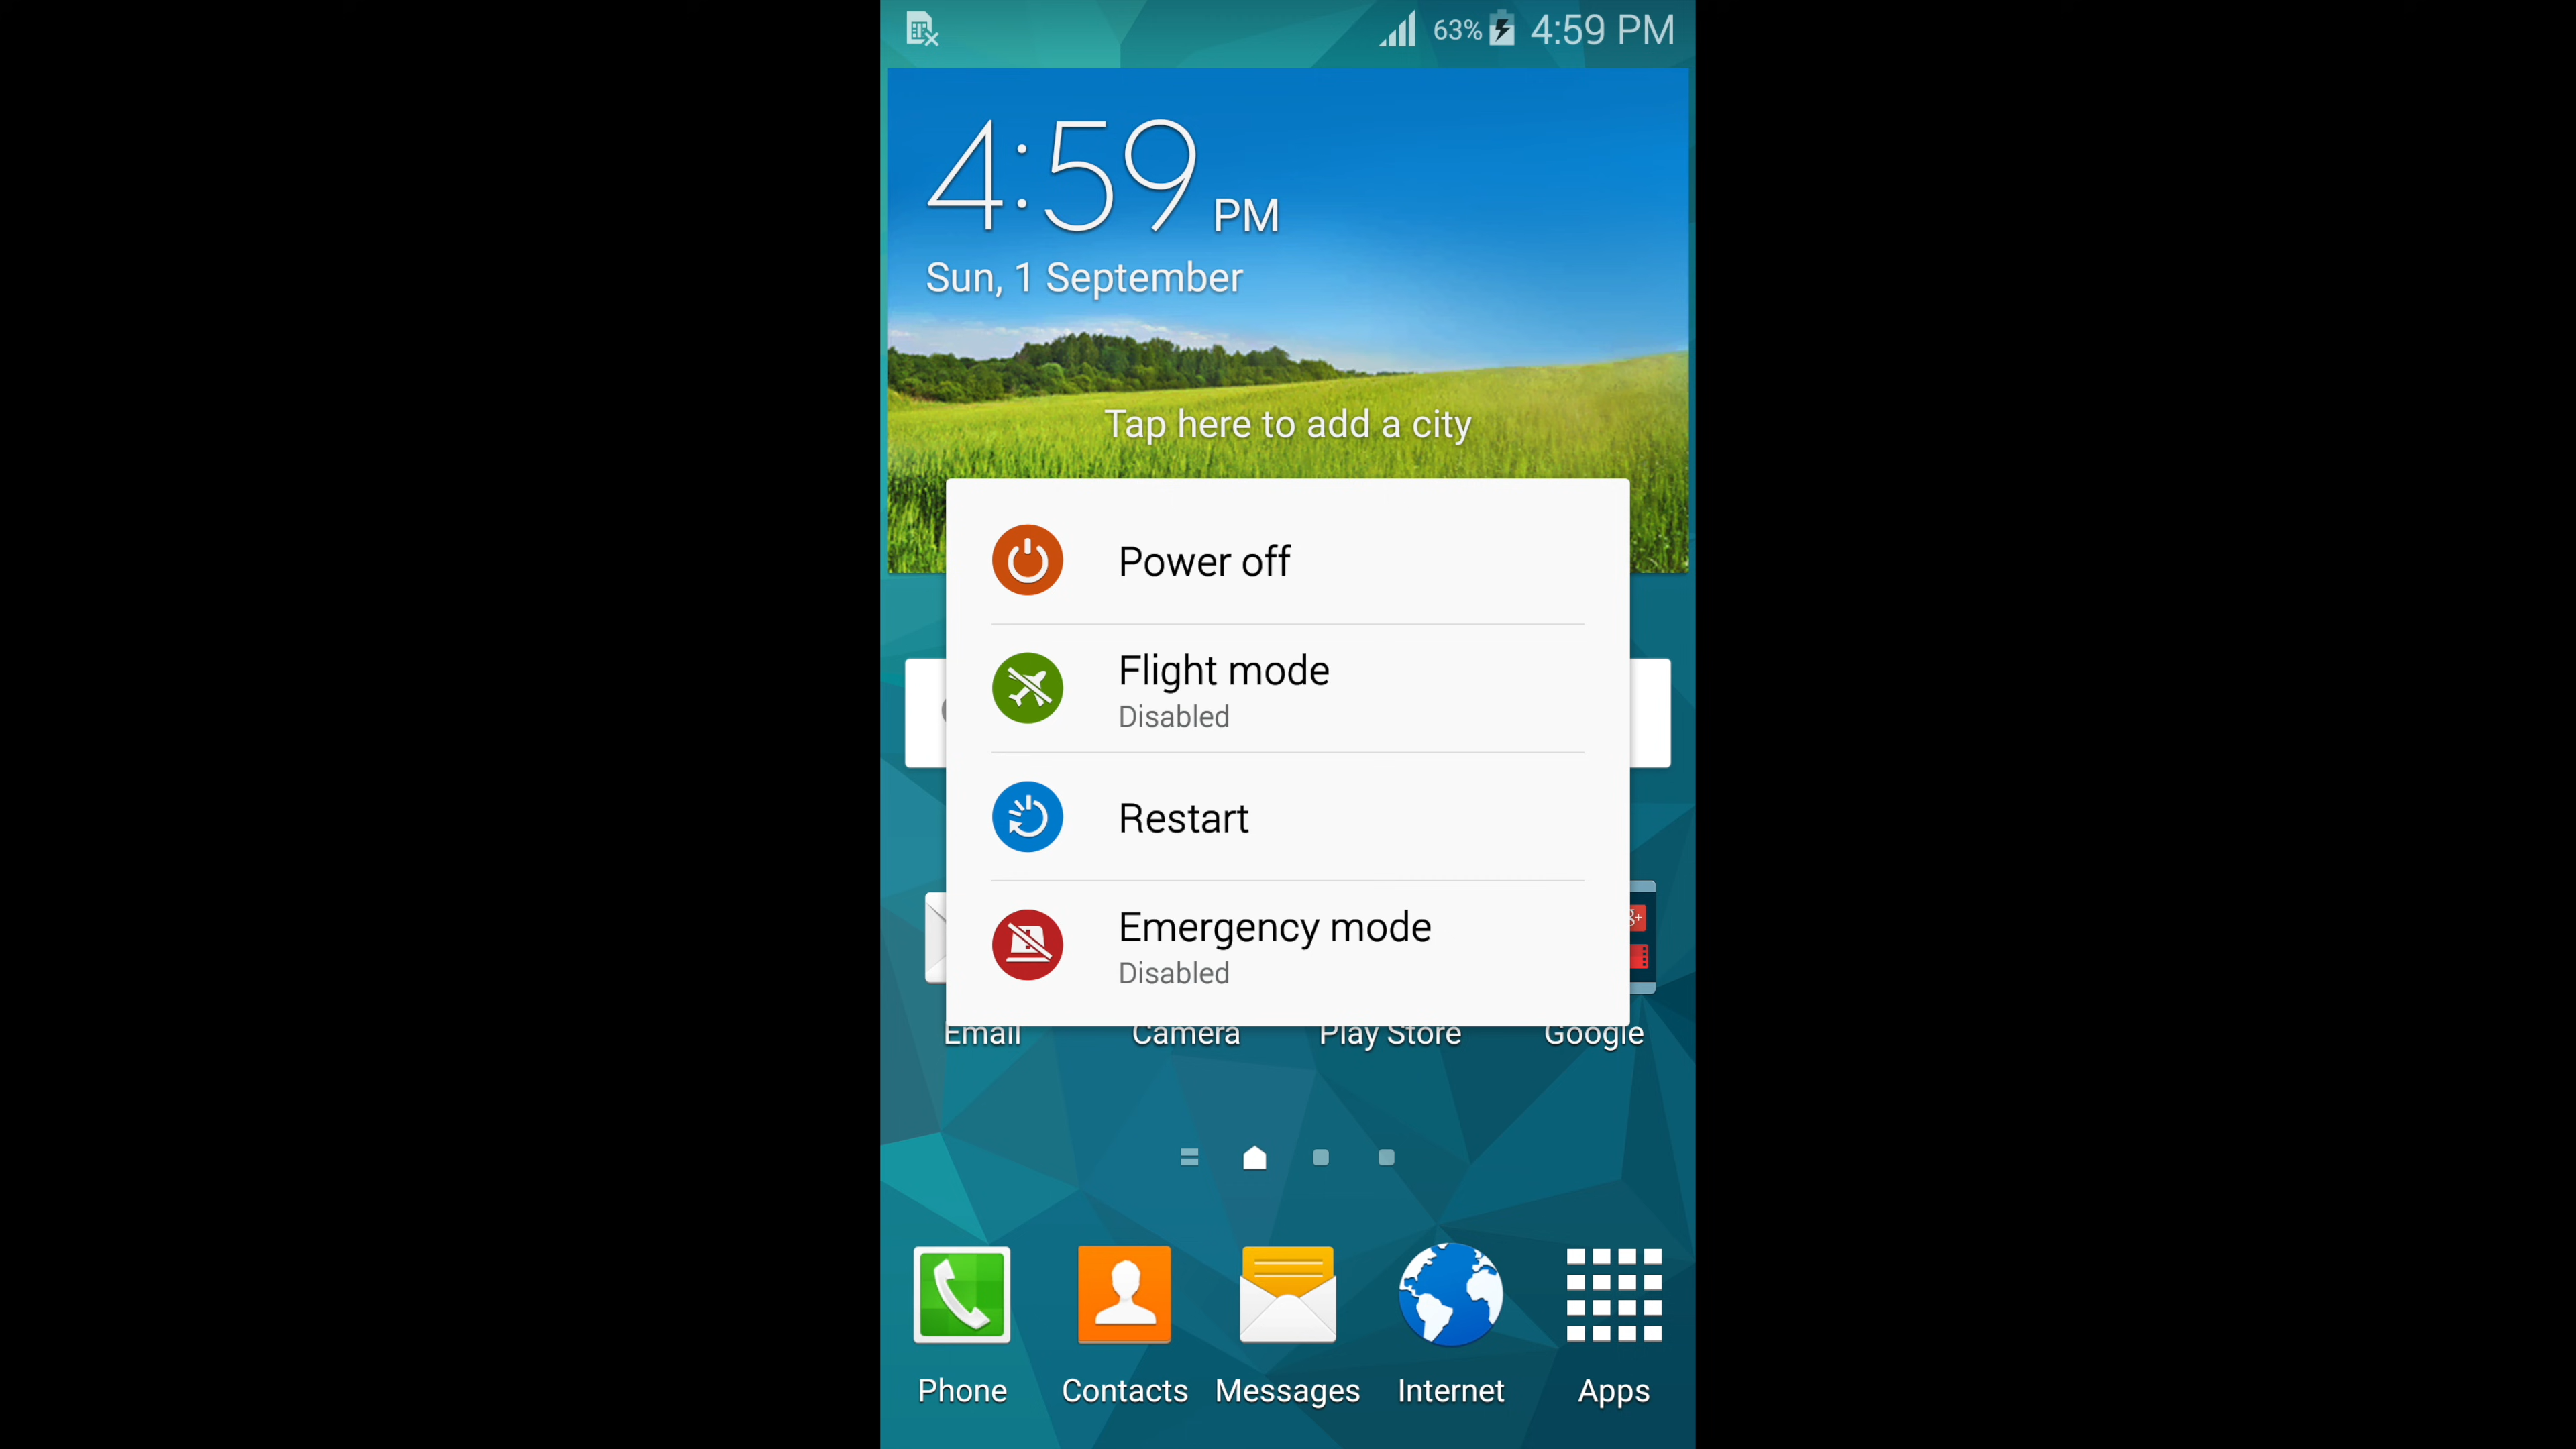 63% 4:59 PM
4:59 PM
Sun, 1 September
Tap here to add a city
Power off
Flight mode
Disabled
Restart
g+
Emergency mode
Disabled
Email Camera Play Store Google
Phone Contacts Messages Internet Apps